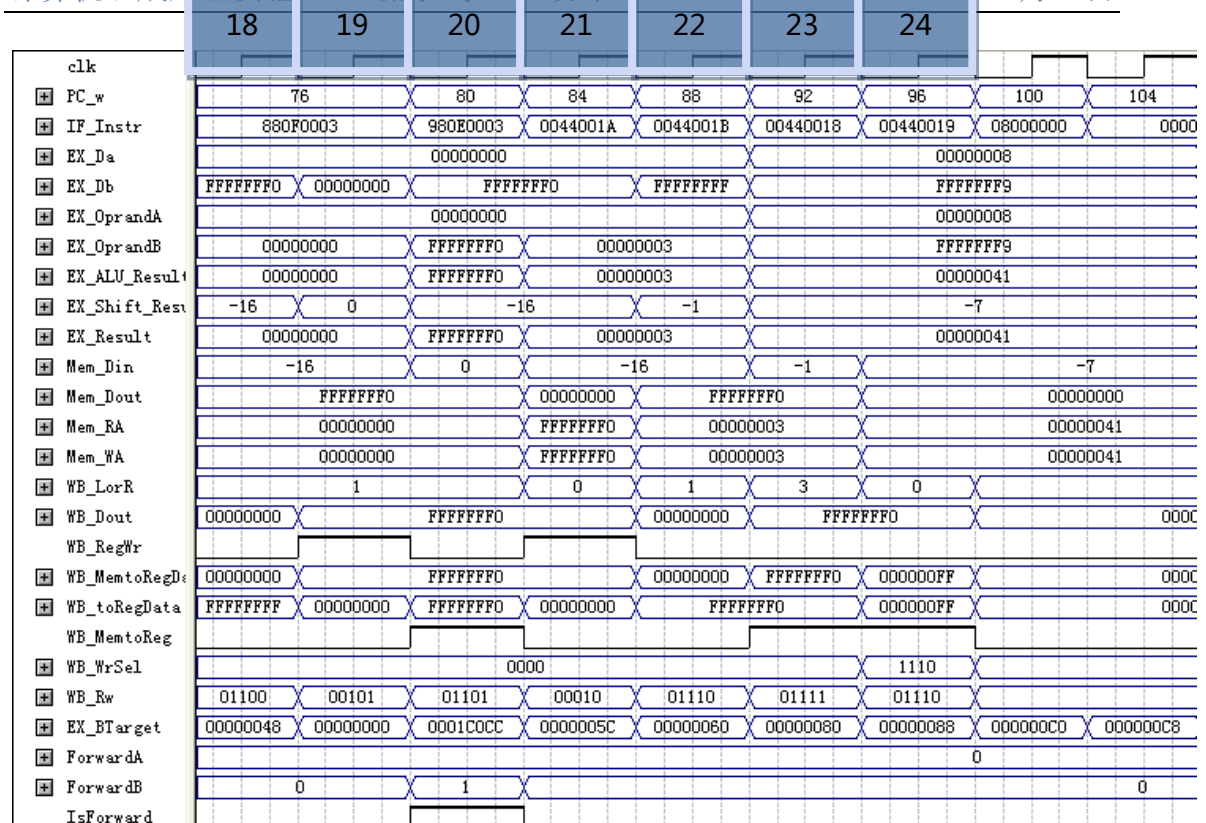 18 19 20 21 22 23 24
clk
PC_w 76 80 84 88 92 96 100 104
IF_Instr 880F0003 980E0003 0044001A 0044001B 00440018 00440019 08000000 0000
EX_Da 00000000 00000008
EX_Db FFFFFFF0 00000000 FFFFFFF0 FFFFFFFF FFFFFFF9
EX_OprandA 00000000 00000008
EX_OprandB 00000000 FFFFFFF0 00000003 FFFFFFF9
EX_ALU_Result 00000000 FFFFFFF0 00000003 00000041
EX_Shift_Resu -16 0 -16 -1 -7
EX_Result 00000000 FFFFFFF0 00000003 00000041
Mem_Din -16 0 -16 -1 -7
Mem_Dout FFFFFFF0 00000000 FFFFFFF0 00000000
Mem_RA 00000000 FFFFFFF0 00000003 00000041
Mem_WA 00000000 FFFFFFF0 00000003 00000041
WB_LorR 1 0 1 3 0
WB_Dout 00000000 FFFFFFF0 00000000 FFFFFFF0 0000
WB_RegWr
WB_MemtoRegDa 00000000 FFFFFFF0 00000000 FFFFFFF0 000000FF 0000
WB_toRegData FFFFFFFF 00000000 FFFFFFF0 00000000 FFFFFFF0 000000FF 0000
WB_MemtoReg
WB_WrSel 0000 1110
WB_Rw 01100 00101 01101 00010 01110 01111 01110
EX_BTarget 00000048 00000000 0001C0CC 0000005C 00000060 00000080 00000088 000000C0 000000C8
ForwardA 0
ForwardB 0 1 0
IsForward